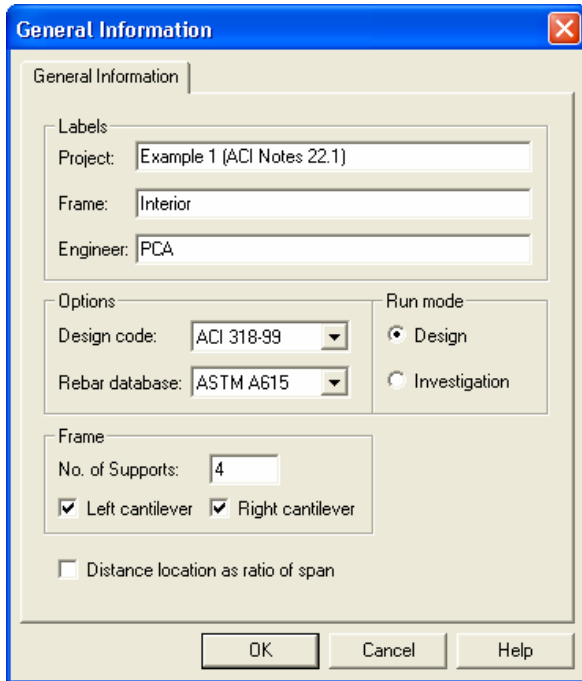 General Information
General Information
Labels
Project: Example 1 (ACI Notes 22.1)
Frame: Interior
Engineer: PCA
Options
Run mode
Design code: ACI 318-99
Design
Rebar database: ASTM A615
Investigation
Frame
No. of Supports: 4
Left cantilever Right cantilever
Distance location as ratio of span
OK Cancel Help